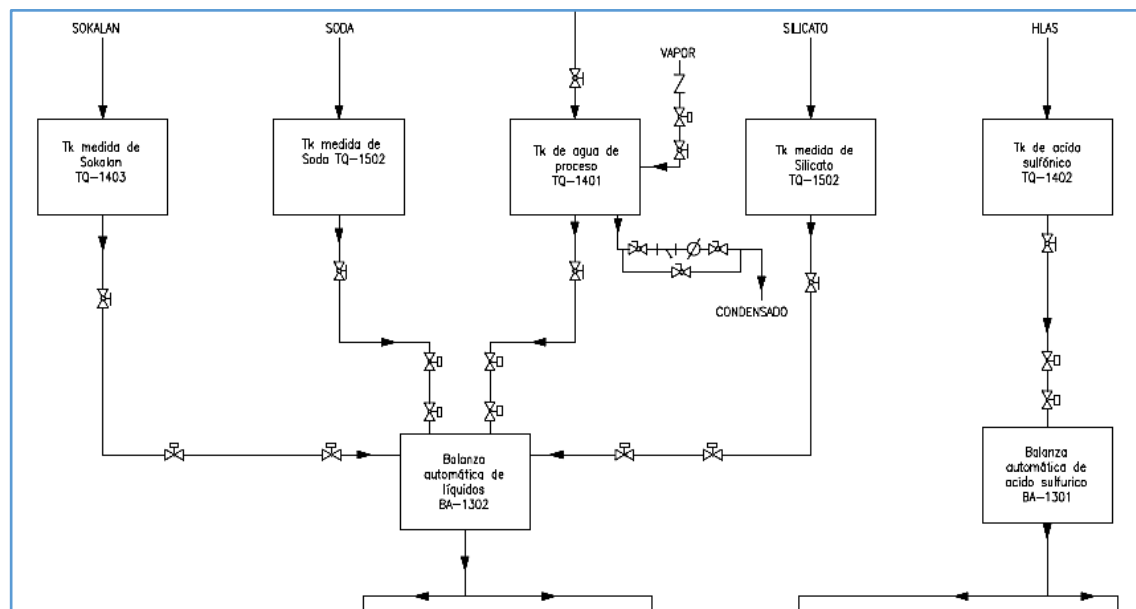 SOKALAN
SODA
SILICATO
HLAS
VAPOR
Tk medida de
Sokalan
TQ-1403
Tk medida de
Soda TQ-1502
Tk de agua de
proceso
TQ-1401
Tk medida de
Silicato
TQ-1502
Tk de acida
sulfónico
TQ-1402
CONDENSADO
Balanza
automática de
líquidos
BA-1302
Balanza
automática de
acido sulfurico
BA-1301